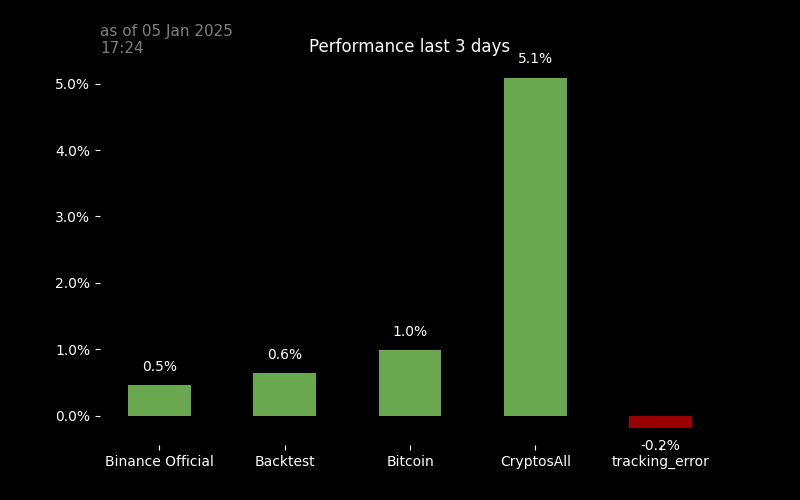 as of 05 Jan 2025
17:24
Performance last 3 days
5.1%
5.0%
4.0%
3.0%
2.0%
1.0%
0.0%
0.5%
0.6%
1.0%
-0.2%
Binance Official
Backtest
Bitcoin
CryptosAll
tracking_error